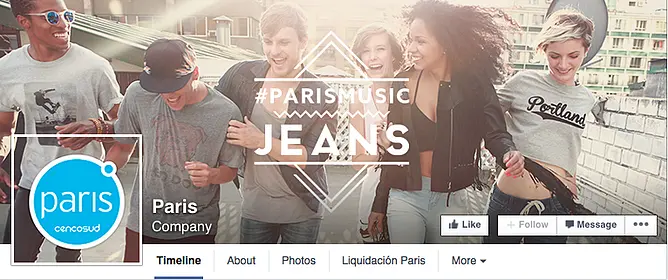 #PARISMUSIC
JEANS
Portland
paris
cencosud
Paris
Company
Like
Follow
Message
Timeline
About
Photos
Liquidación Paris
More